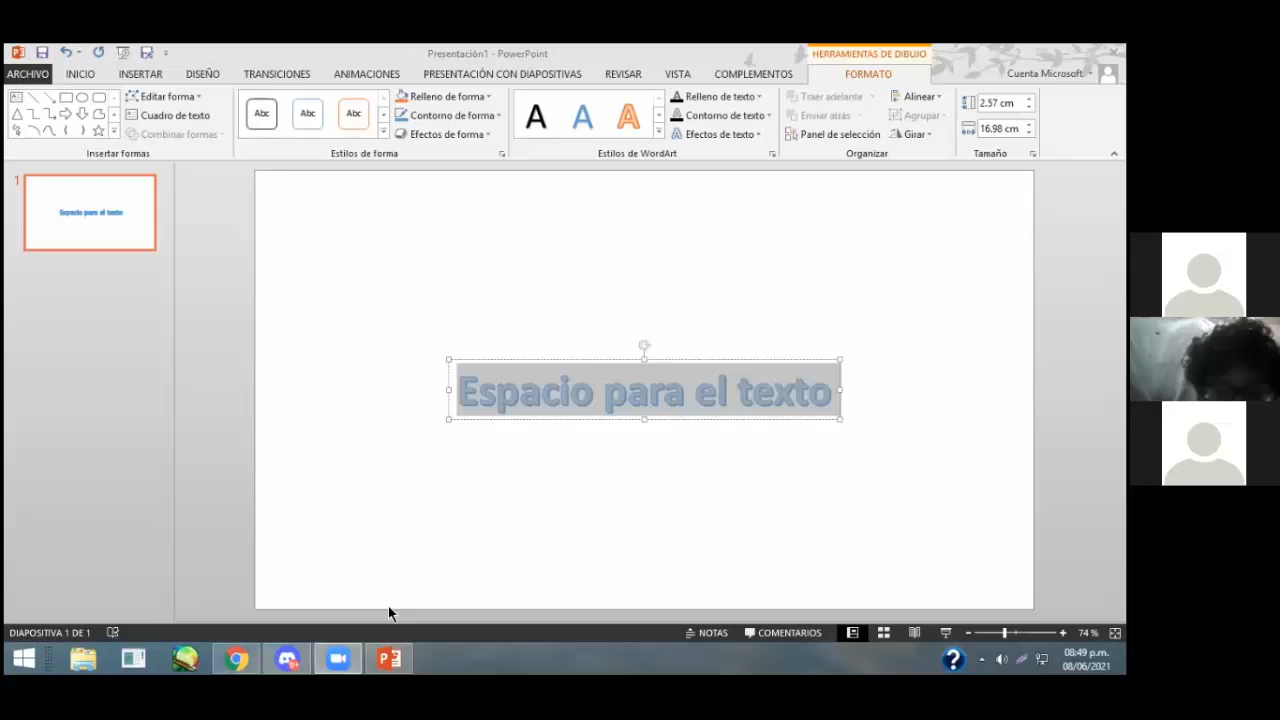 Presentación1 - PowerPoint
HERRAMIENTAS DE DIBUJO
ARCHIVO INICIO INSERTAR DISEÑO TRANSICIONES ANIMACIONES PRESENTACIÓN CON DIAPOSITIVAS REVISAR VISTA COMPLEMENTOS FORMATO Cuenta Microsoft.
Editar forma Abc Abc Abc Relleno de forma A A A Relleno de texto Traer adelante Alinear 2.57 cm
Cuadro de texto Contorno de forma Contorno de texto Enviar atrás Agrupar
Combinar formas Efectos de forma Efectos de texto Panel de selección Girar 16.98 cm
Insertar formas Estilos de forma Estilos de WordArt Organizar Tamaño
1
Espacio para el texto
Espacio para el texto
DIAPOSITIVA 1 DE 1 NOTAS COMENTARIOS 74 %
08:49 p.m.
08/06/2021